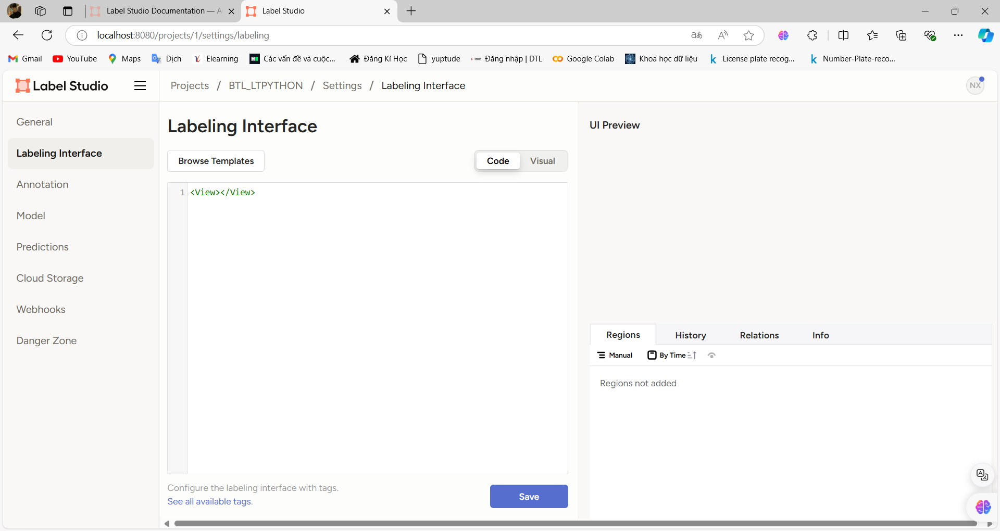 Label Studio Documentation — A
Label Studio
localhost:8080/projects/1/settings/labeling
Gmail
YouTube
Maps
Dịch
Elearning
Các vấn đề và cuộc...
Đăng Kí Học
yuptude
Đăng nhập | DTL
Google Colab
Khoa học dữ liệu
License plate recog...
Number-Plate-reco...
Label Studio
Projects / BTL_LTPYTHON / Settings / Labeling Interface
NX
General
Labeling Interface
Annotation
Model
Predictions
Cloud Storage
Webhooks
Danger Zone
Labeling Interface
Browse Templates
Code
Visual
1 <View></View>
Configure the labeling interface with tags.
See all available tags.
Save
UI Preview
Regions
History
Relations
Info
Manual
By Time
Regions not added